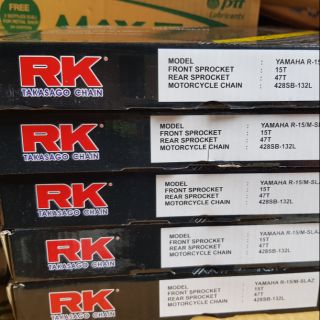 FREE
ptt
Lubricants
RK
TAKASAGO CHAIN
MODEL : YAMAHA R-15
FRONT SPROCKET : 15T
REAR SPROCKET : 47T
MOTORCYCLE CHAIN : 428SB-132L
RK
TAKASAGO CHAIN
MODEL : YAMAHA R-15/M-SL
FRONT SPROCKET : 15T
REAR SPROCKET : 47T
MOTORCYCLE CHAIN : 428SB-132L
RK
TAKASAGO CHAIN
MODEL : YAMAHA R-15/M-SLA
FRONT SPROCKET : 15T
REAR SPROCKET : 47T
MOTORCYCLE CHAIN : 428SB-132L
RK
TAKASAGO CHAIN
MODEL : YAMAHA R-15/M-SLAZ
FRONT SPROCKET : 15T
REAR SPROCKET : 47T
MOTORCYCLE CHAIN : 428SB-132L
RK
TAKASAGO CHAIN
MODEL : YAMAHA R-15/M-SLAZ
FRONT SPROCKET : 15T
REAR SPROCKET : 47T
MOTORCYCLE CHAIN : 428SB-132L